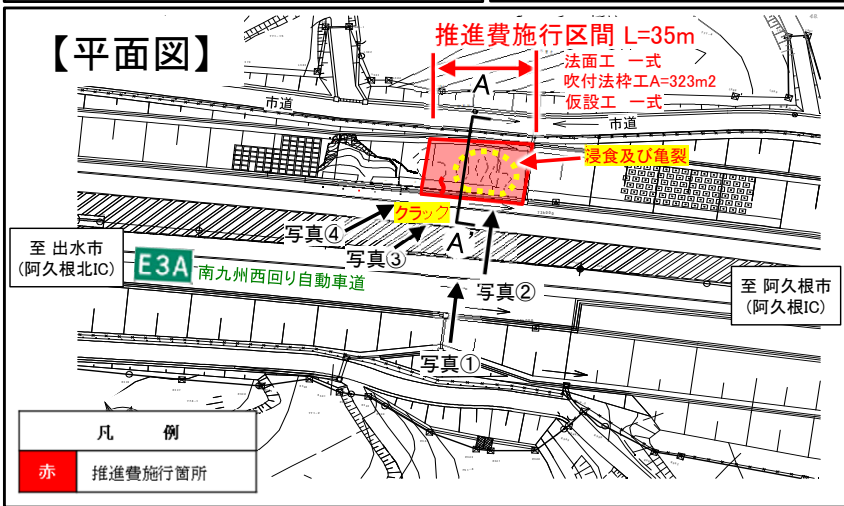 【平面図】
推進費施行区間 L=35m
法面工 一式
吹付法枠工A=323m2
仮設工 一式
A
市道
市道
浸食及び亀裂
クラック
写真④
写真③
A'
写真②
写真①
至 出水市
(阿久根北IC)
E3A
南九州西回り自動車道
至 阿久根市
(阿久根IC)
凡 例
赤
推進費施行箇所